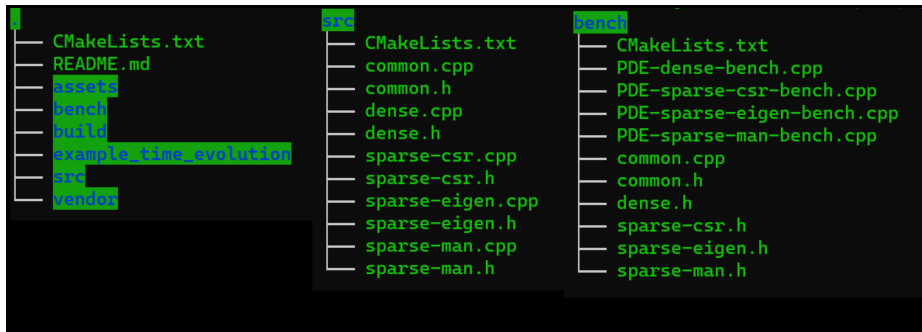 .
CMakeLists.txt
README.md
assets
bench
build
example_time_evolution
src
vendor
src
CMakeLists.txt
common.cpp
common.h
dense.cpp
dense.h
sparse-csr.cpp
sparse-csr.h
sparse-eigen.cpp
sparse-eigen.h
sparse-man.cpp
sparse-man.h
bench
CMakeLists.txt
PDE-dense-bench.cpp
PDE-sparse-csr-bench.cpp
PDE-sparse-eigen-bench.cpp
PDE-sparse-man-bench.cpp
common.cpp
common.h
dense.h
sparse-csr.h
sparse-eigen.h
sparse-man.h